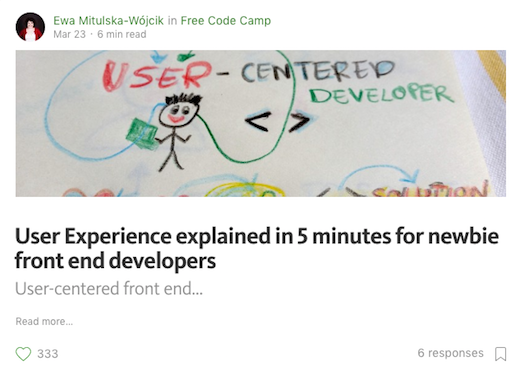 Ewa Mitulska-Wójcik in Free Code Camp
Mar 23 · 6 min read
USER - CENTERED
DEVELOPER
< >
SOLUTION
User Experience explained in 5 minutes for newbie
front end developers
User-centered front end...
Read more...
333
6 responses